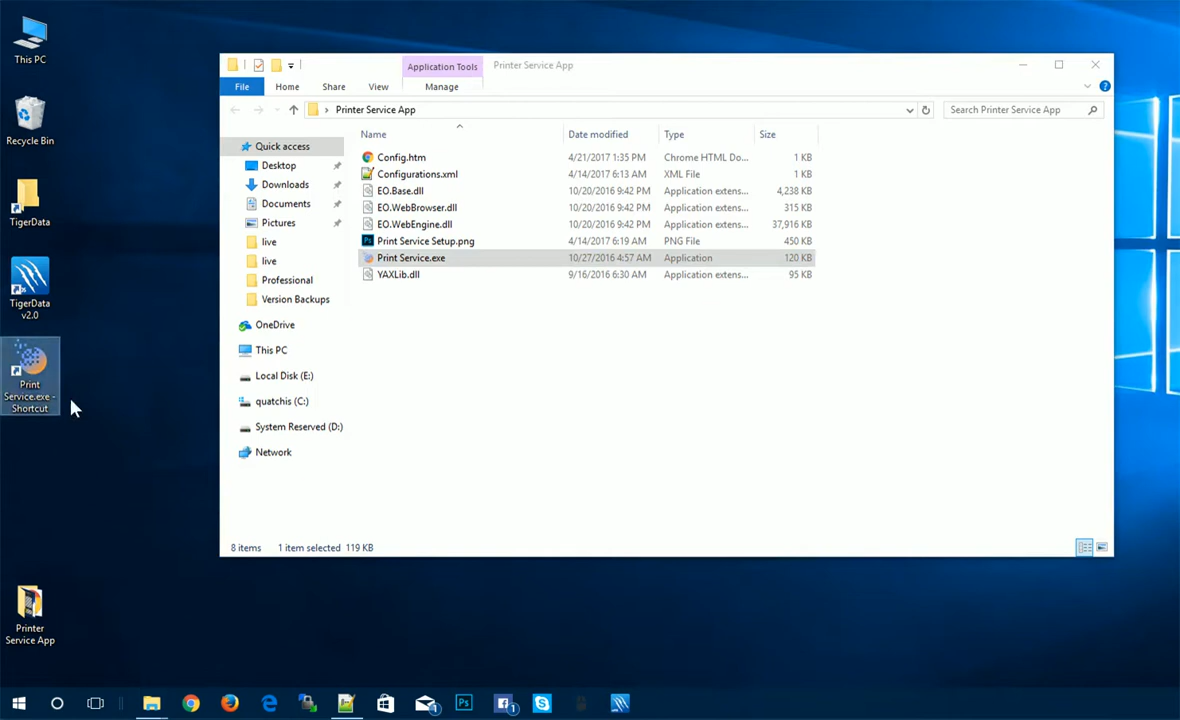 This PC
Recycle Bin
TigerData
TigerData
v2.0
Print
Service.exe -
Shortcut
Printer
Service App
Application Tools
Printer Service App
File
Home
Share
View
Manage
Printer Service App
Search Printer Service App
Quick access
Desktop
Downloads
Documents
Pictures
live
live
Professional
Version Backups
OneDrive
This PC
Local Disk (E:)
quatchis (C:)
System Reserved (D:)
Network
Name Date modified Type Size
Config.htm 4/21/2017 1:35 PM Chrome HTML Do... 1 KB
Configurations.xml 4/14/2017 6:13 AM XML File 1 KB
EO.Base.dll 10/20/2016 9:42 PM Application extens... 4,238 KB
EO.WebBrowser.dll 10/20/2016 9:42 PM Application extens... 315 KB
EO.WebEngine.dll 10/20/2016 9:42 PM Application extens... 37,916 KB
Print Service Setup.png 4/14/2017 6:19 AM PNG File 450 KB
Print Service.exe 10/27/2016 4:57 AM Application 120 KB
YAXLib.dll 9/16/2016 6:30 AM Application extens... 95 KB
8 items 1 item selected 119 KB
Ps
1
1